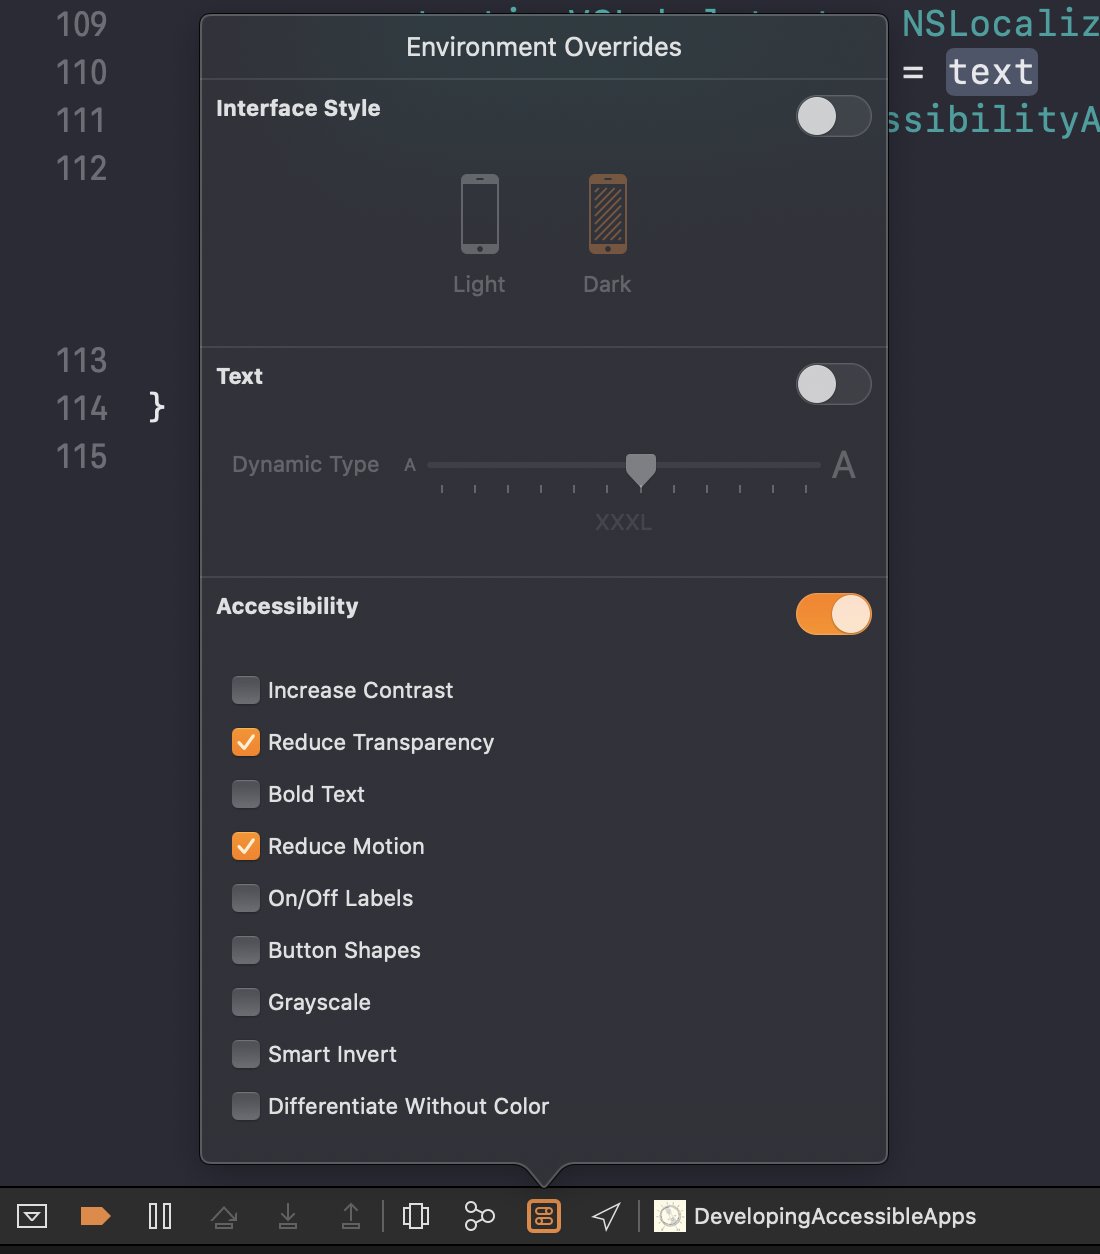 109
NSLocaliz
110
= text
111
ssibilityA
112
113
114 }
115
Environment Overrides
Interface Style
Light
Dark
Text
Dynamic Type A A
XXXL
Accessibility
Increase Contrast
Reduce Transparency
Bold Text
Reduce Motion
On/Off Labels
Button Shapes
Grayscale
Smart Invert
Differentiate Without Color
DevelopingAccessibleApps